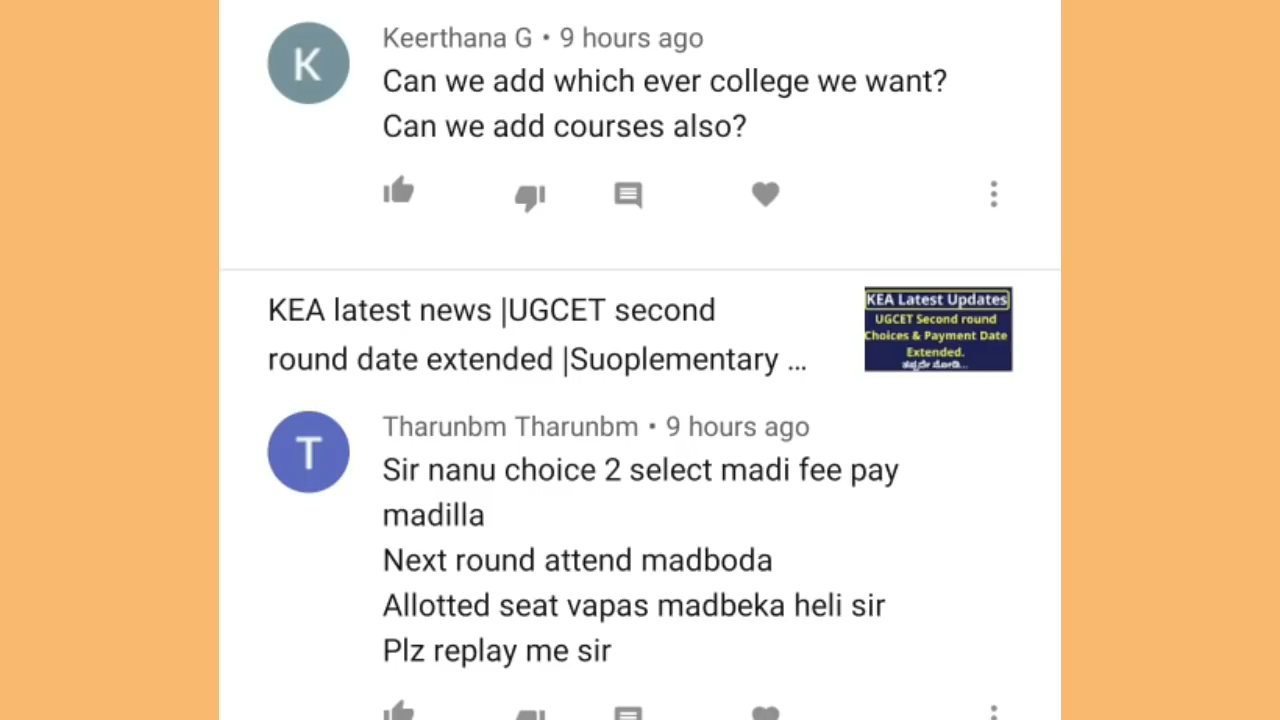 K
Keerthana G • 9 hours ago
Can we add which ever college we want?
Can we add courses also?
KEA latest news |UGCET second
round date extended |Suoplementary ...
KEA Latest Updates
UGCET Second round
Choices & Payment Date
Extended.
ತಪ್ಪದೇ ನೋಡಿ...
T
Tharunbm Tharunbm • 9 hours ago
Sir nanu choice 2 select madi fee pay
madilla
Next round attend madboda
Allotted seat vapas madbeka heli sir
Plz replay me sir